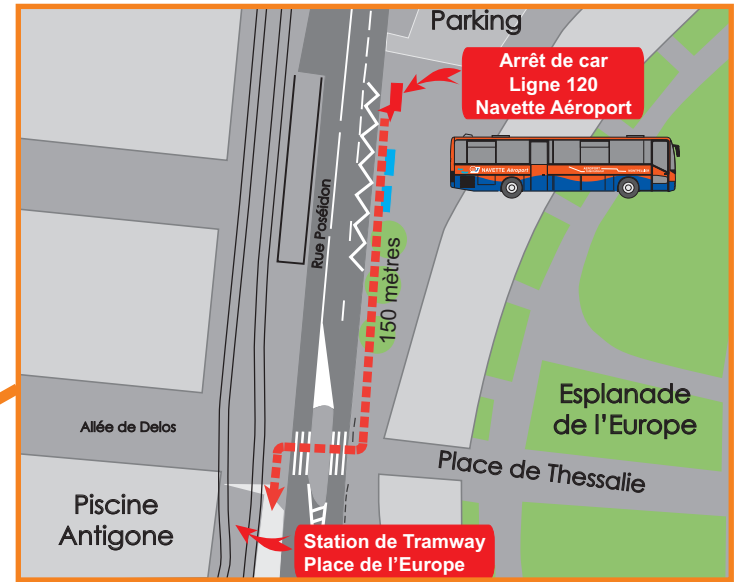 Parking
Arrêt de car
Ligne 120
Navette Aéroport
NAVETTE Aéroport
Rue Poséidon
150 mètres
Esplanade
de l'Europe
Allée de Delos
Place de Thessalie
Piscine
Antigone
Station de Tramway
Place de l'Europe